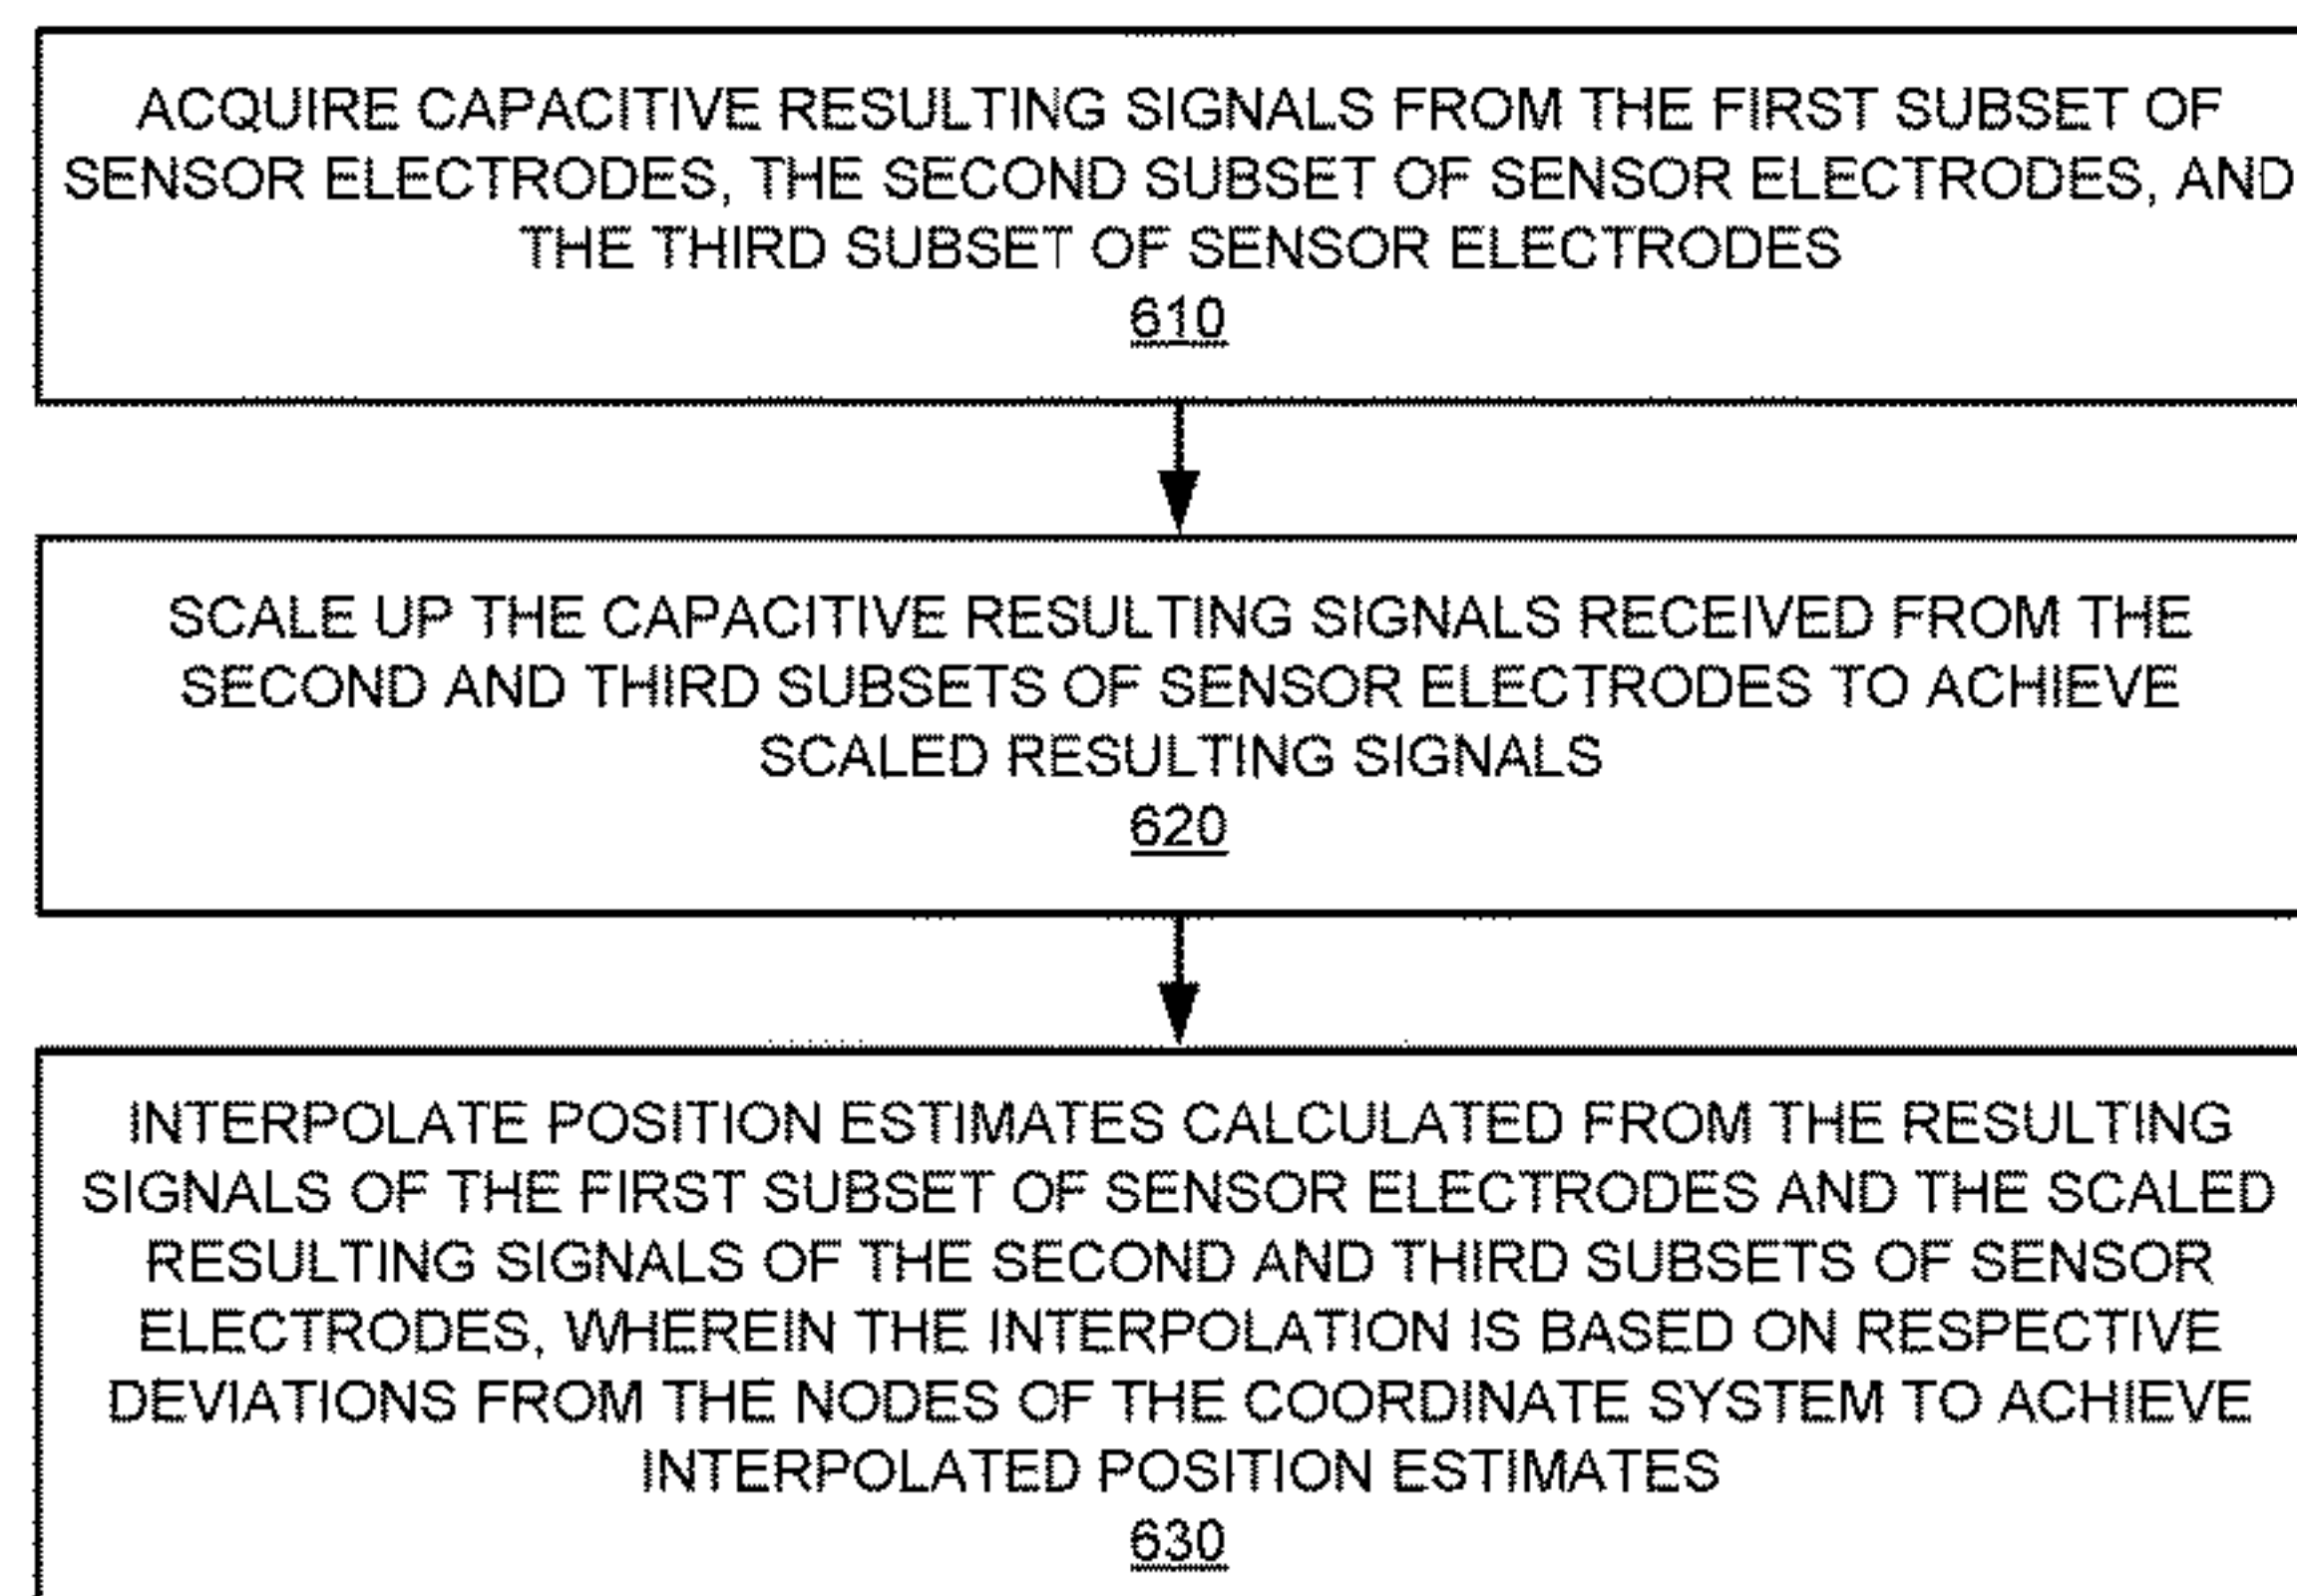 ACQUIRE CAPACITIVE RESULTING SIGNALS FROM THE FIRST SUBSET OF
SENSOR ELECTRODES, THE SECOND SUBSET OF SENSOR ELECTRODES, AND
THE THIRD SUBSET OF SENSOR ELECTRODES
610
SCALE UP THE CAPACITIVE RESULTING SIGNALS RECEIVED FROM THE
SECOND AND THIRD SUBSETS OF SENSOR ELECTRODES TO ACHIEVE
SCALED RESULTING SIGNALS
620
INTERPOLATE POSITION ESTIMATES CALCULATED FROM THE RESULTING
SIGNALS OF THE FIRST SUBSET OF SENSOR ELECTRODES AND THE SCALED
RESULTING SIGNALS OF THE SECOND AND THIRD SUBSETS OF SENSOR
ELECTRODES, WHEREIN THE INTERPOLATION IS BASED ON RESPECTIVE
DEVIATIONS FROM THE NODES OF THE COORDINATE SYSTEM TO ACHIEVE
INTERPOLATED POSITION ESTIMATES
630